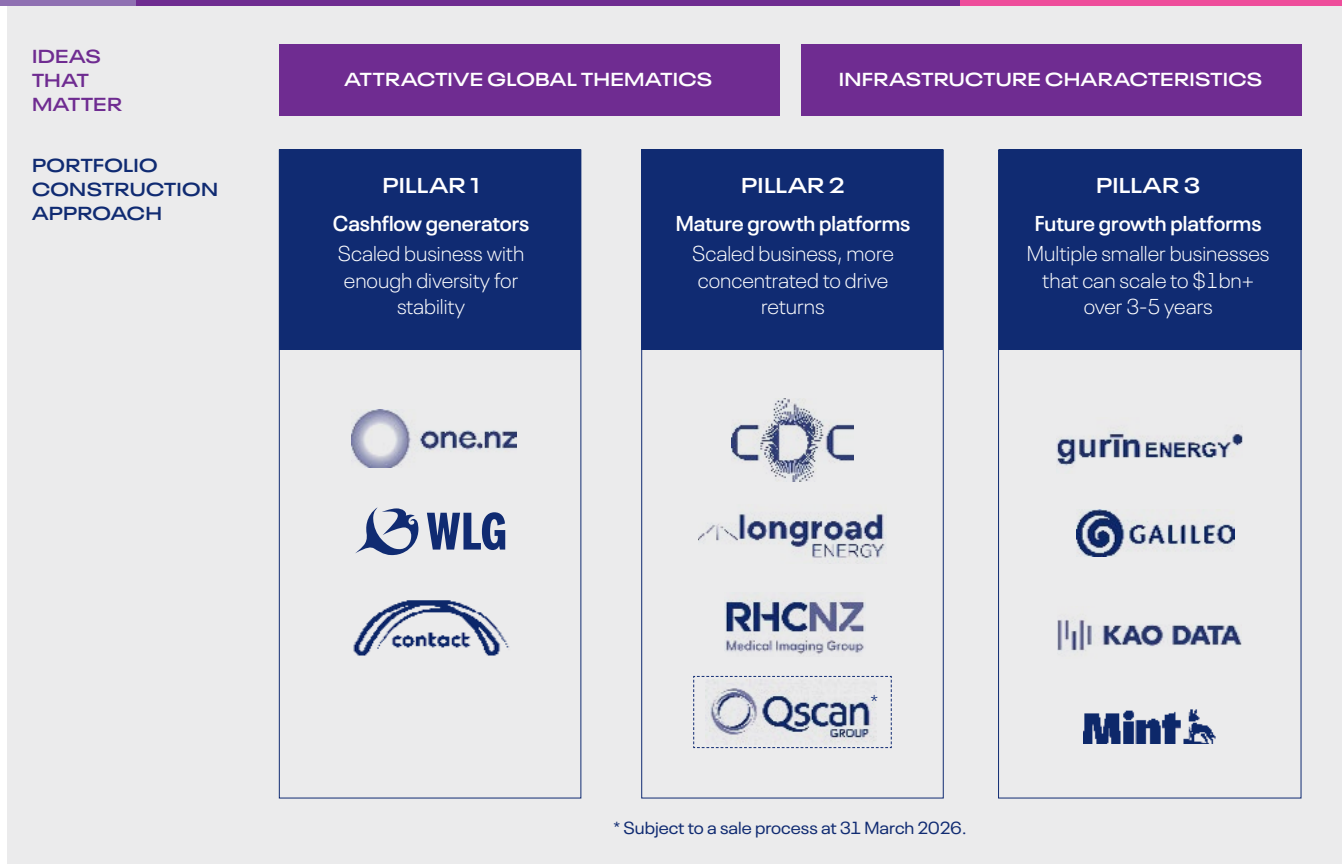 IDEAS
THAT
MATTER
ATTRACTIVE GLOBAL THEMATICS
INFRASTRUCTURE CHARACTERISTICS
PORTFOLIO
CONSTRUCTION
APPROACH
PILLAR 1
Cashflow generators
Scaled business with
enough diversity for
stability
one.nz
WLG
contact
PILLAR 2
Mature growth platforms
Scaled business, more
concentrated to drive
returns
CDC
longroad
ENERGY
RHCNZ
Medical Imaging Group
Qscan*
GROUP
PILLAR 3
Future growth platforms
Multiple smaller businesses
that can scale to $1bn+
over 3-5 years
gurīn ENERGY
GALILEO
KAO DATA
Mint
* Subject to a sale process at 31 March 2026.